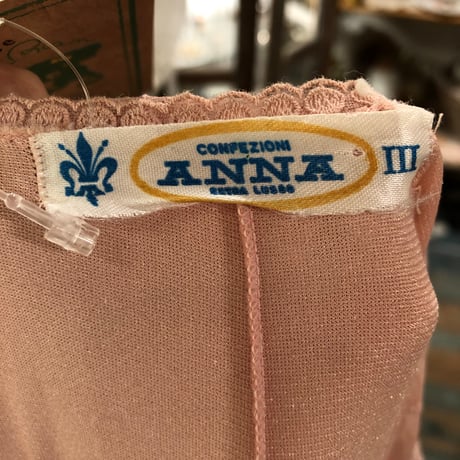 CONFEZIONI
ANNA
EXTRA LUSSO
III